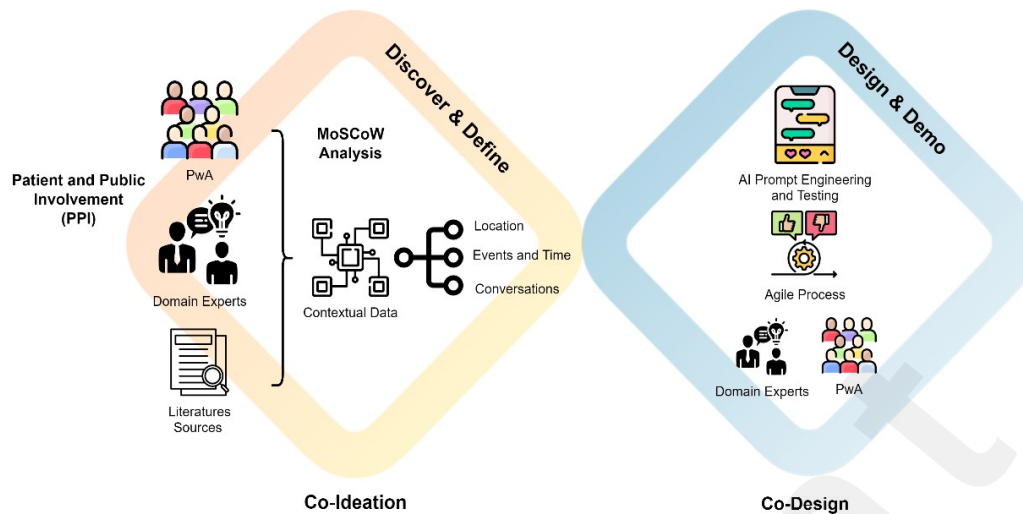 Discover & Define
Design & Demo
MoSCoW
Analysis
PwA
Patient and Public
Involvement
(PPI)
Domain Experts
Literatures
Sources
Contextual Data
Location
Events and Time
Conversations
AI Prompt Engineering
and Testing
Agile Process
Domain Experts
PwA
Co-Ideation
Co-Design